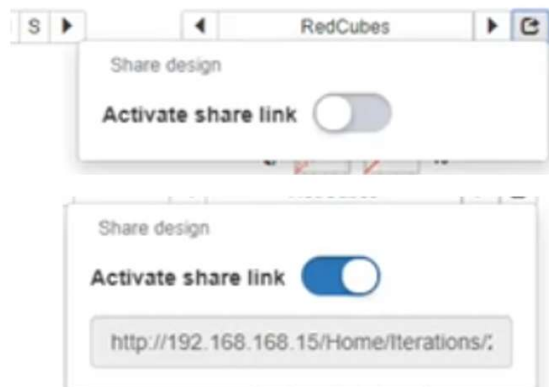 S RedCubes
Share design
Activate share link
Share design
Activate share link
http://192.168.168.15/Home/Iterations/